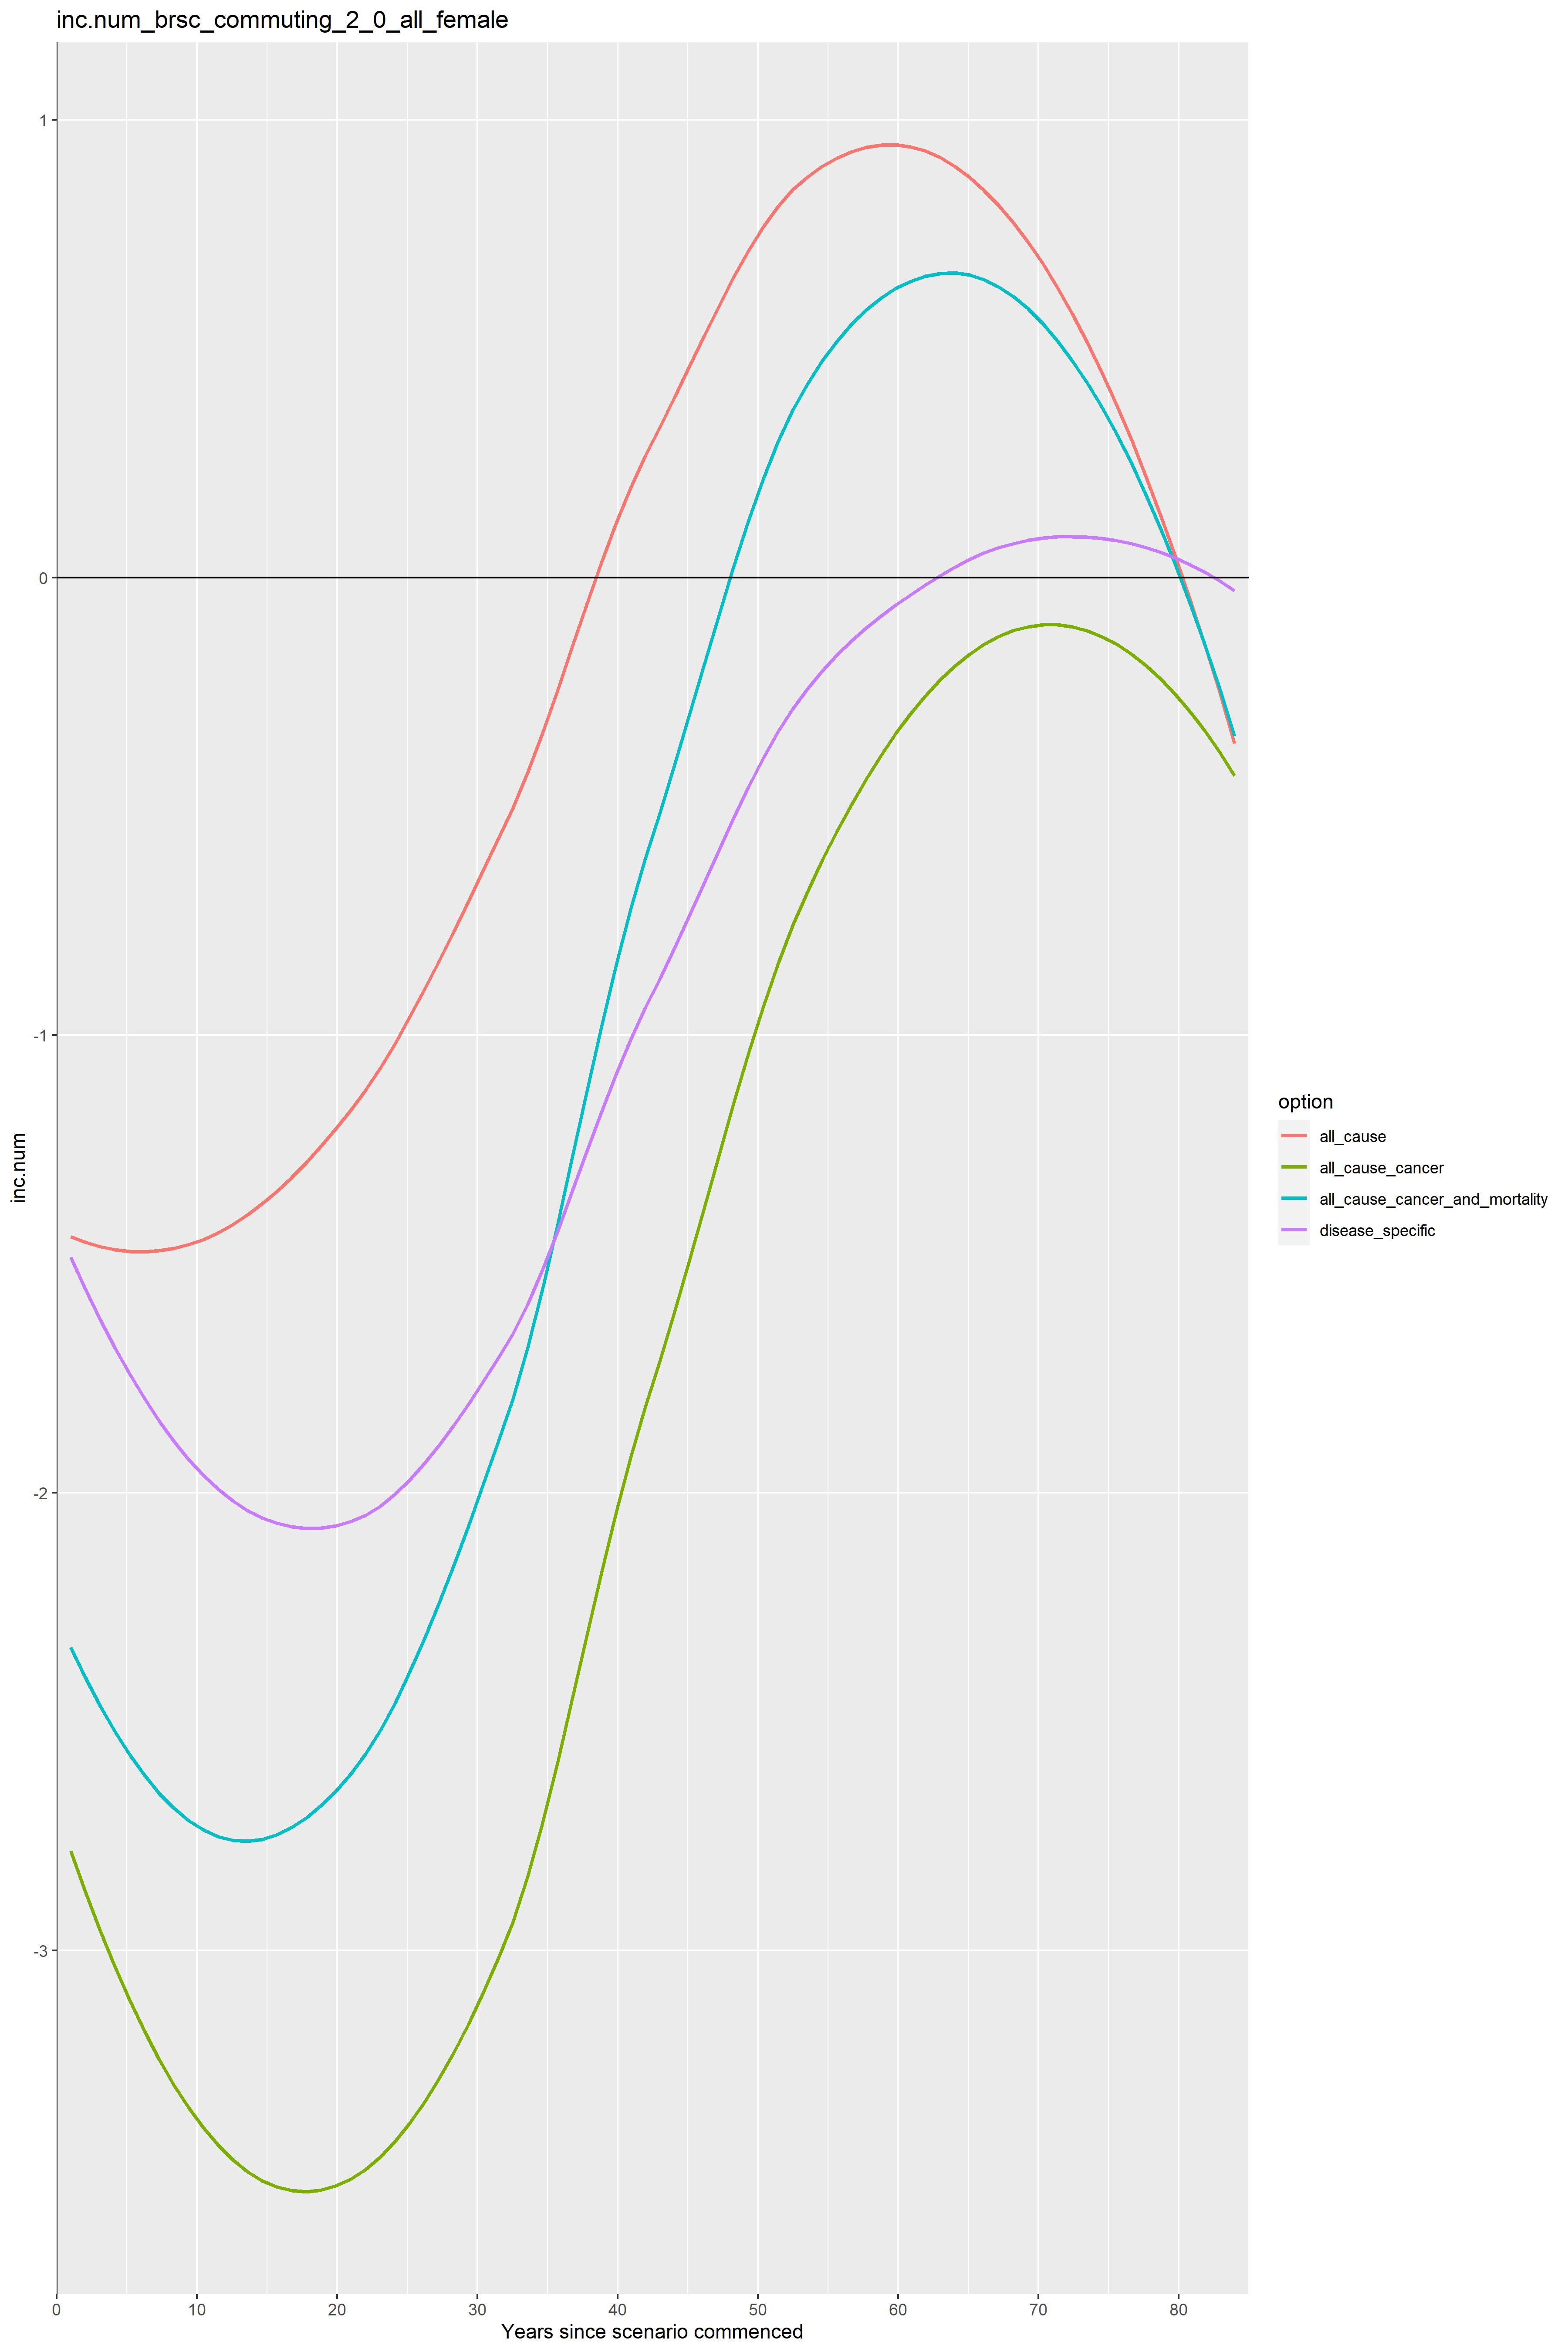 inc.num_brsc_commuting_2_0_all_female
1
0
-1
-2
-3
inc.num
0 10 20 30 40 50 60 70 80
Years since scenario commenced
option
all_cause
all_cause_cancer
all_cause_cancer_and_mortality
disease_specific